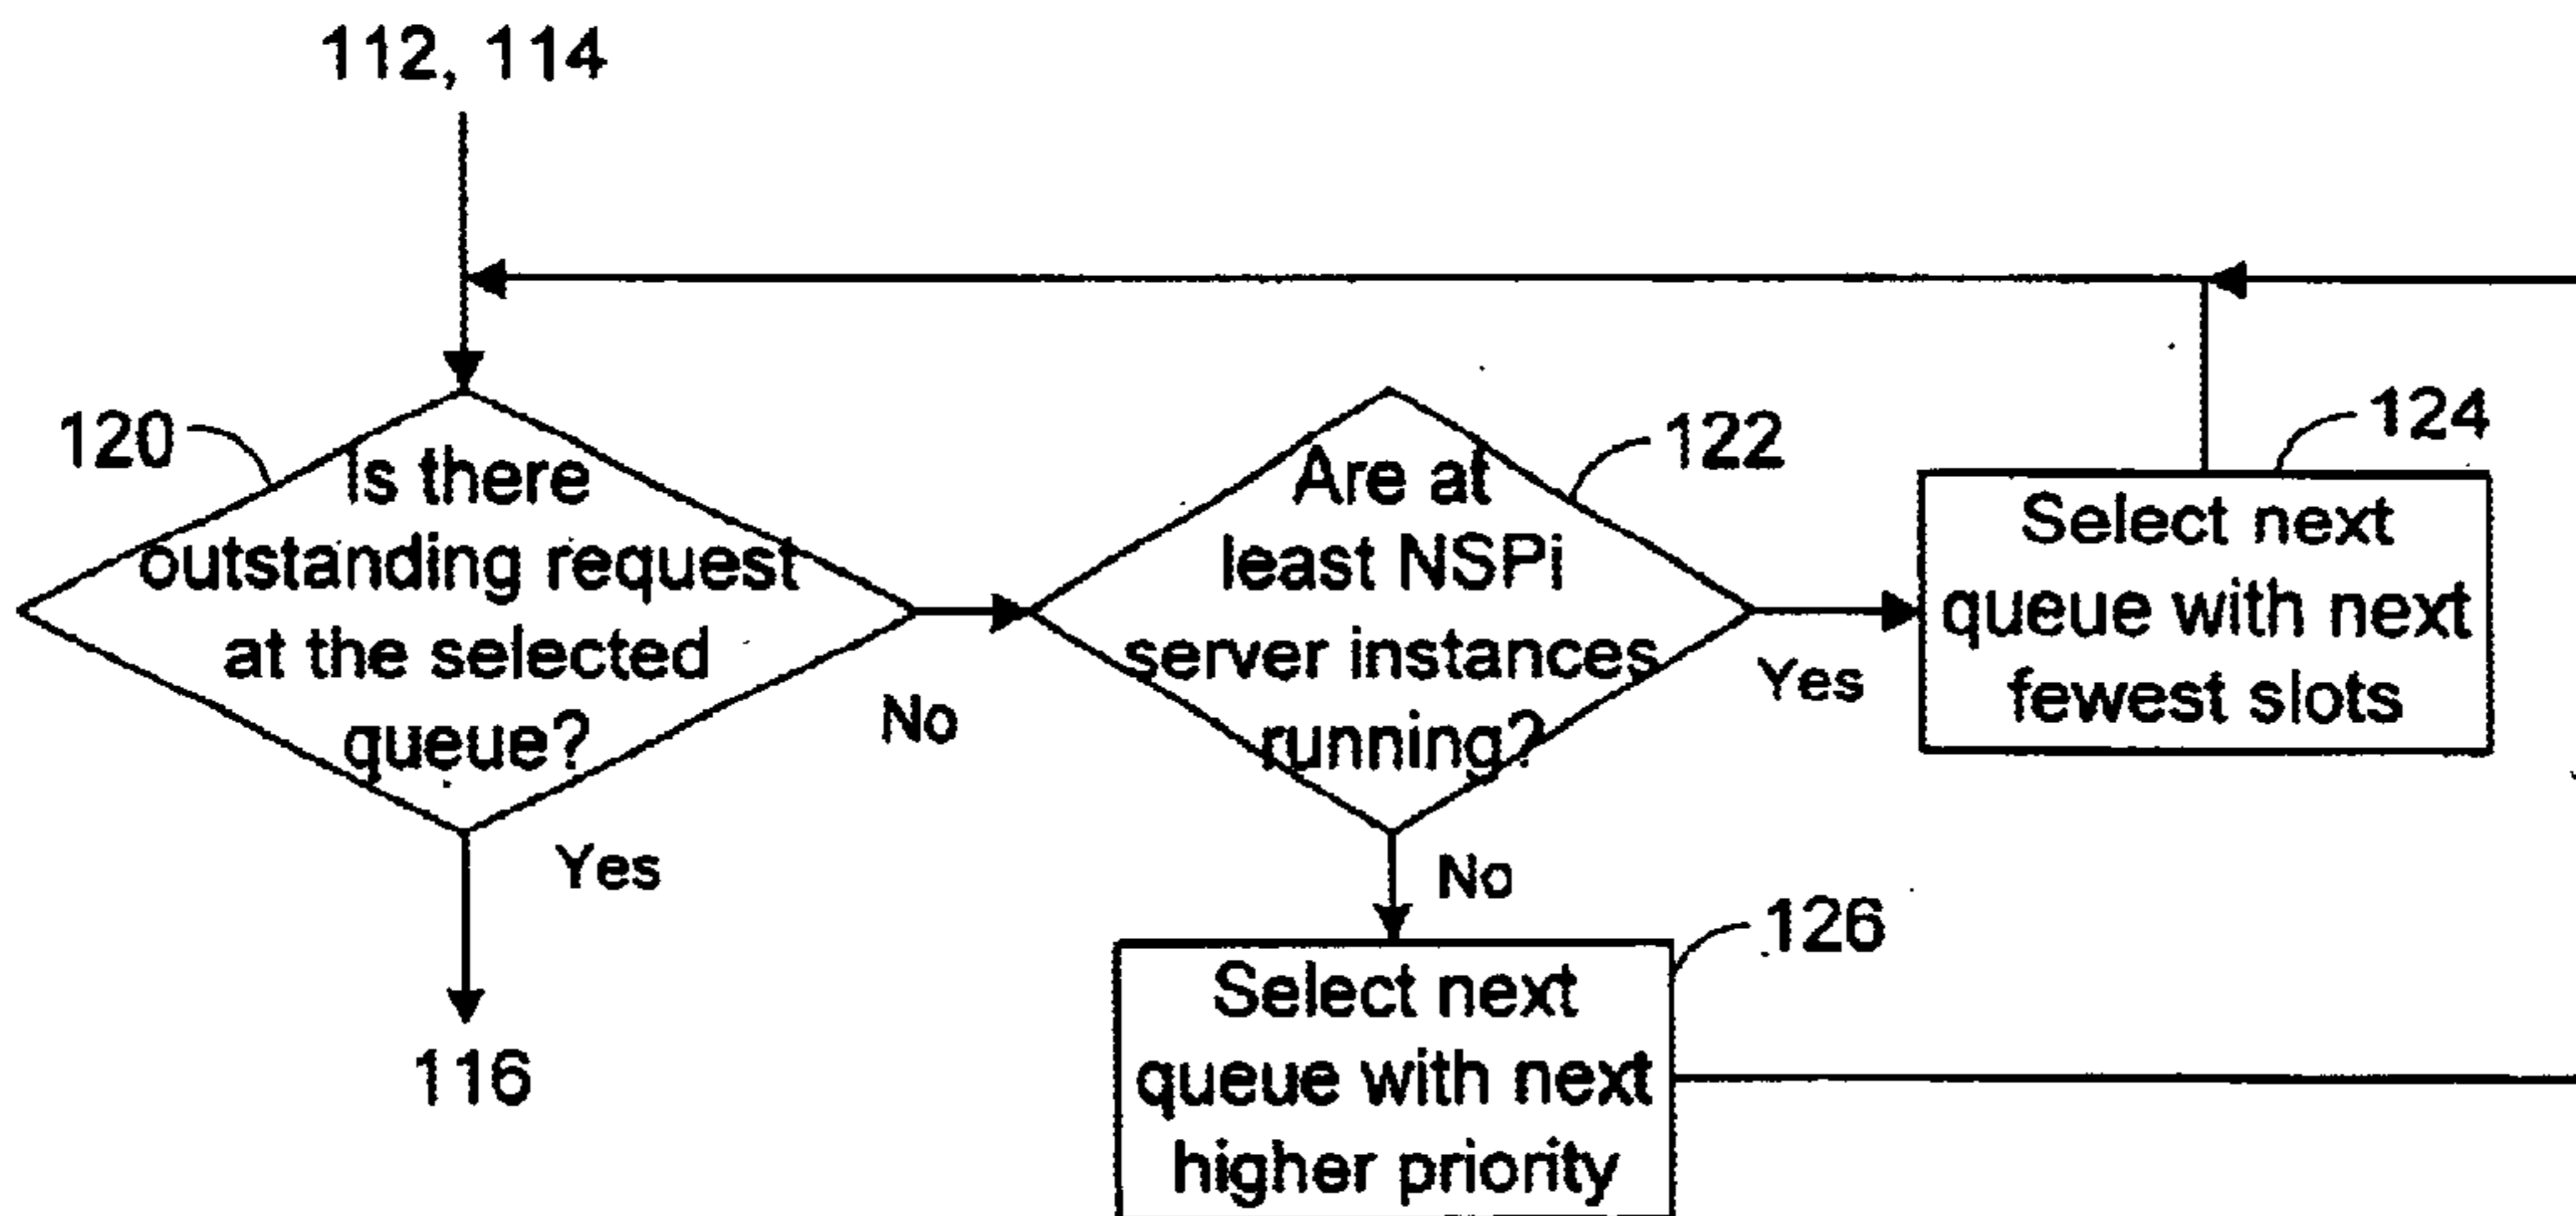 112, 114
120
Is there
outstanding request
at the selected
queue?
No
Yes
116
122
Are at
least NSPi
server instances
running?
Yes
No
124
Select next
queue with next
fewest slots
126
Select next
queue with next
higher priority